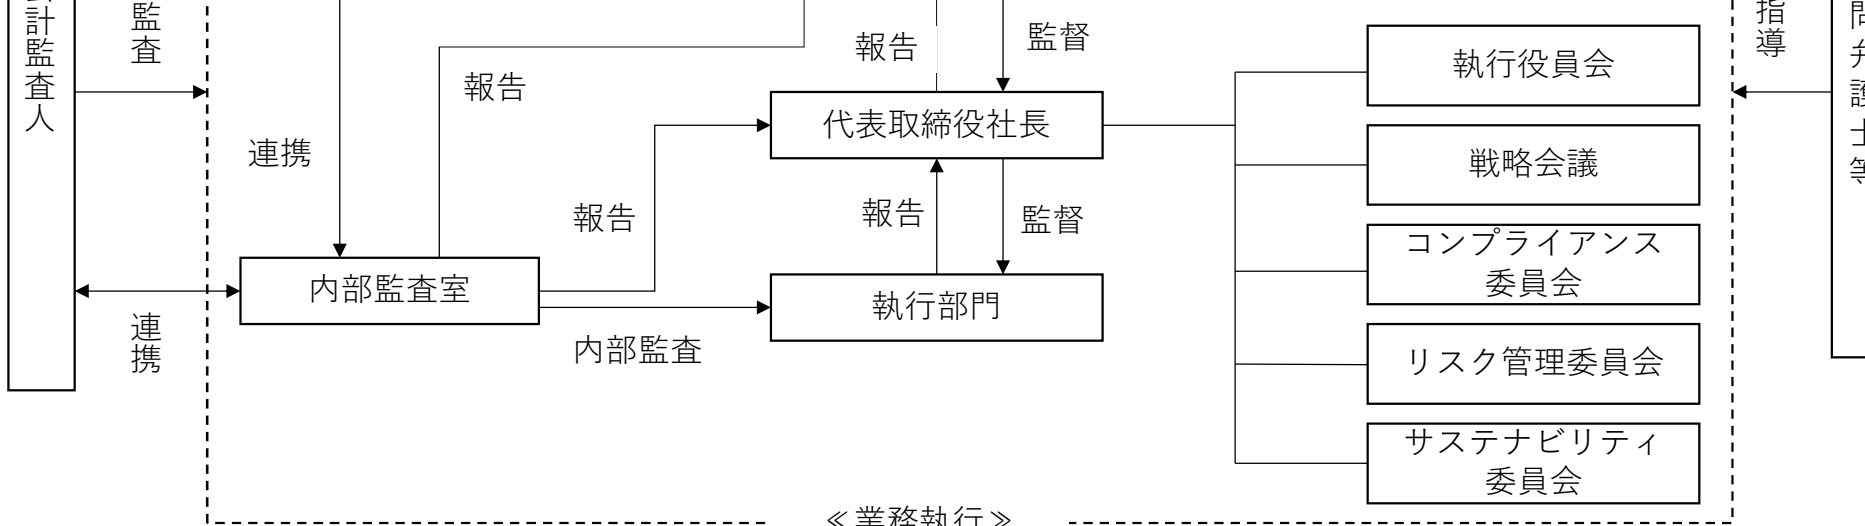 計監査人
監査
指導
弁護士等
報告
監督
報告
執行役員会
代表取締役社長
連携
戦略会議
報告
報告
監督
コンプライアンス
委員会
内部監査室
執行部門
連携
内部監査
リスク管理委員会
サステナビリティ
委員会
≪業務執行≫